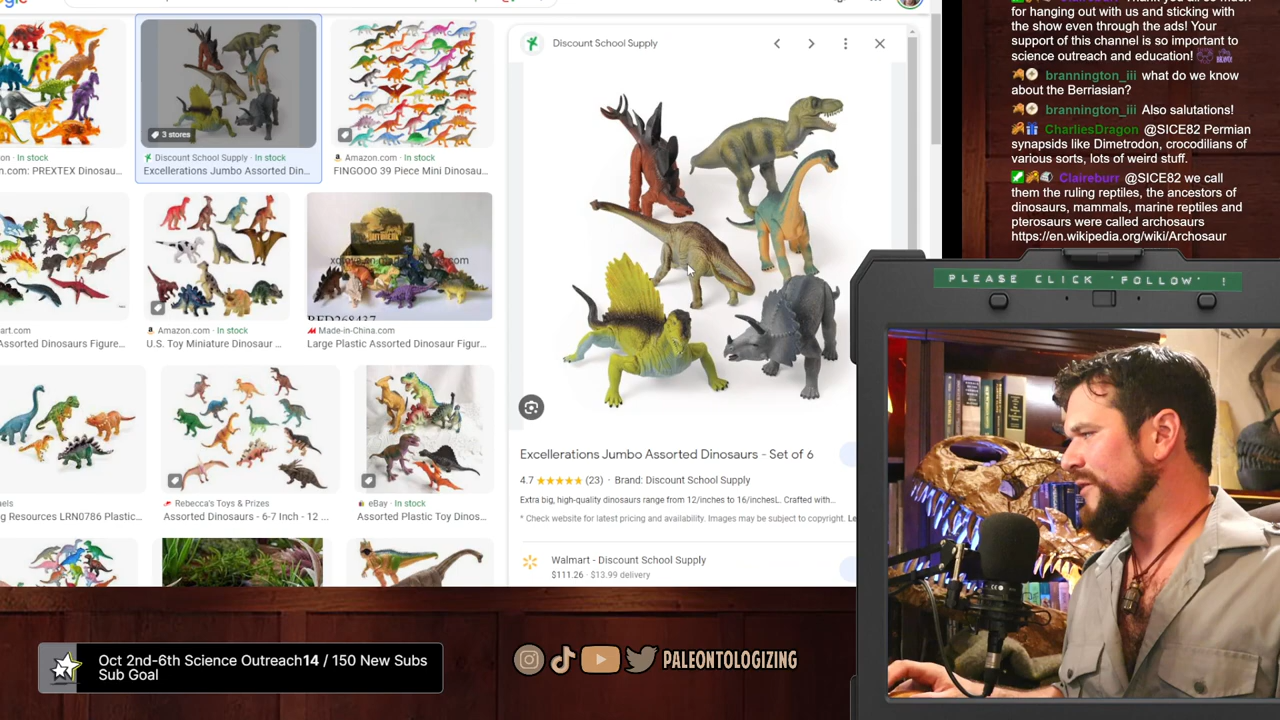 Discount School Supply
on · In stock
n.com: PREXTEX Dinosau...
3 stores
Discount School Supply · In stock
Excellerations Jumbo Assorted Din...
Amazon.com · In stock
FINGOOO 39 Piece Mini Dinosau...
art.com
Assorted Dinosaurs Figure...
Amazon.com · In stock
U.S. Toy Miniature Dinosaur ...
Made-in-China.com
Large Plastic Assorted Dinosaur Figur...
els
g Resources LRN0786 Plastic...
Rebecca's Toys & Prizes
Assorted Dinosaurs - 6-7 Inch - 12 ...
eBay · In stock
Assorted Plastic Toy Dinos...
Excellerations Jumbo Assorted Dinosaurs - Set of 6
4.7 ★★★★★ (23) · Brand: Discount School Supply
Extra big, high-quality dinosaurs range from 12/inches to 16/inchesL. Crafted with...
* Check website for latest pricing and availability. Images may be subject to copyright. Le
Walmart - Discount School Supply
$111.26 · $13.99 delivery
for hanging out with us and sticking with
the show even through the ads! Your
support of this channel is so important to
science outreach and education!
brannington_iii what do we know
about the Berriasian?
brannington_iii Also salutations!
CharliesDragon @SICE82 Permian
synapsids like Dimetrodon, crocodilians of
various sorts, lots of weird stuff.
Claireburr @SICE82 we call
them the ruling reptiles, the ancestors of
dinosaurs, mammals, marine reptiles and
pterosaurs were called archosaurs
https://en.wikipedia.org/wiki/Archosaur
PLEASE CLICK 'FOLLOW' !
Oct 2nd-6th Science Outreach14 / 150 New Subs
Sub Goal
PALEONTOLOGIZING